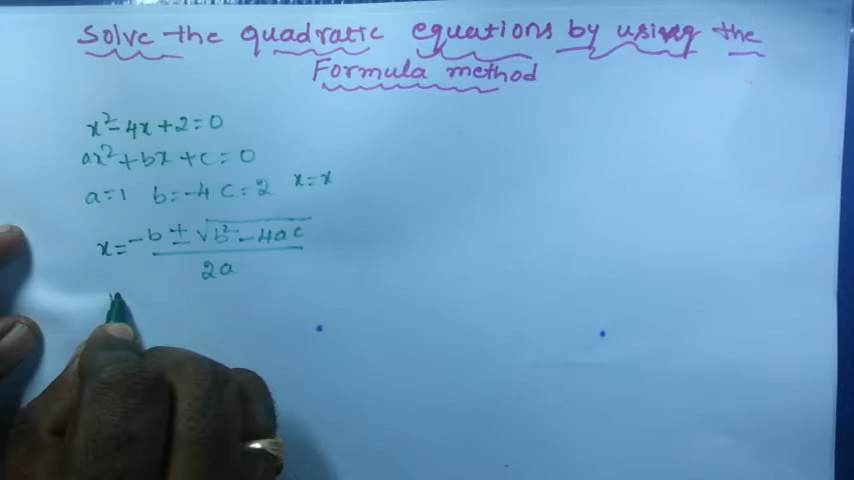 Solve the quadratic equations by using the
Formula method
x² - 4x + 2 = 0
ax² + bx + c = 0
a = 1 b = -4 c = 2 x = x
x = -b ± √b² - 4ac / 2a